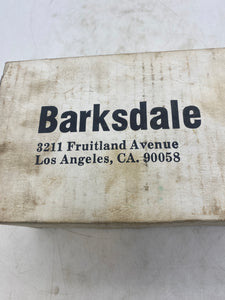 Barksdale
3211 Fruitland Avenue
Los Angeles, CA. 90058